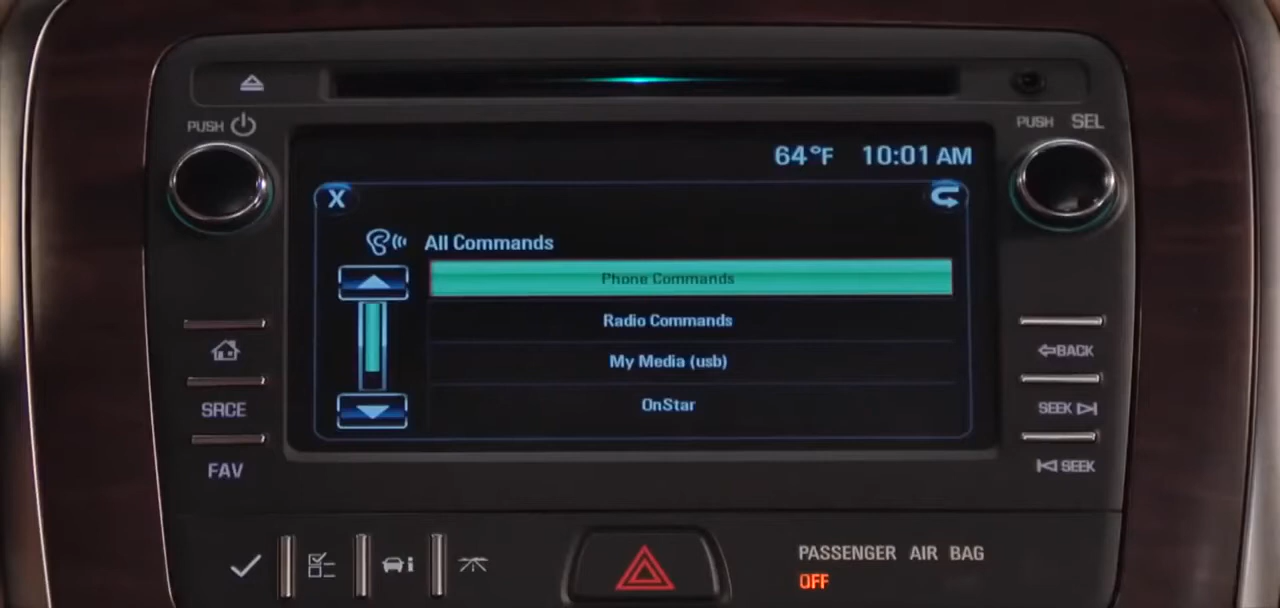 PUSH
PUSH SEL
64°F 10:01 AM
X
All Commands
Phone Commands
Radio Commands
My Media (usb)
OnStar
SRCE
FAV
BACK
SEEK
SEEK
PASSENGER AIR BAG
OFF